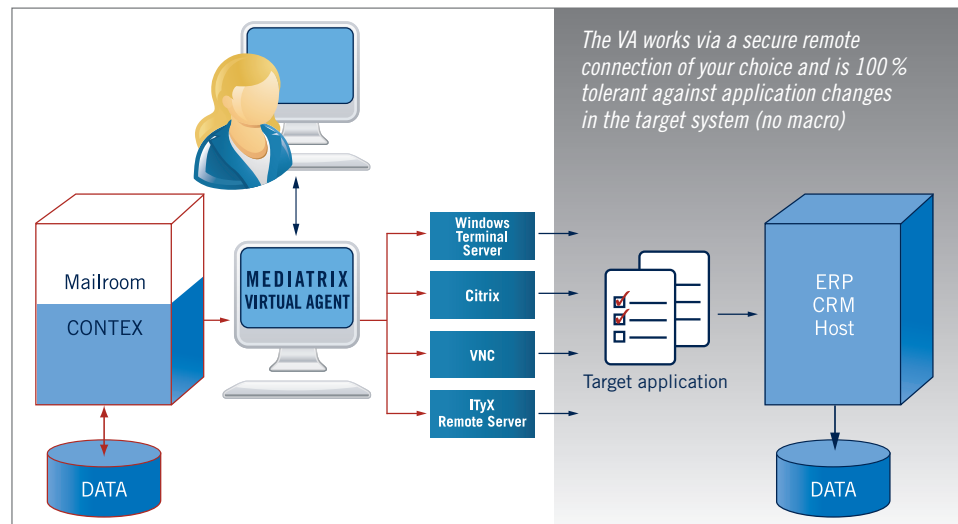 The VA works via a secure remote
connection of your choice and is 100 %
tolerant against application changes
in the target system (no macro)
Mailroom
CONTEX
MEDIATRIX
VIRTUAL AGENT
Windows
Terminal
Server
Citrix
VNC
ITyX
Remote Server
Target application
ERP
CRM
Host
DATA
DATA